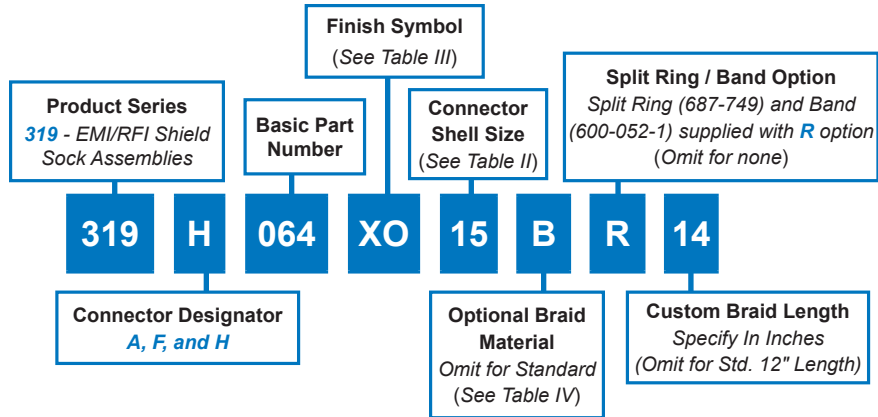 Finish Symbol
(See Table III)
Product Series
319 - EMI/RFI Shield
Sock Assemblies
Basic Part
Number
Connector
Shell Size
(See Table II)
Split Ring / Band Option
Split Ring (687-749) and Band
(600-052-1) supplied with R option
(Omit for none)
319 H 064 XO 15 B R 14
Connector Designator
A, F, and H
Optional Braid
Material
Omit for Standard
(See Table IV)
Custom Braid Length
Specify In Inches
(Omit for Std. 12" Length)